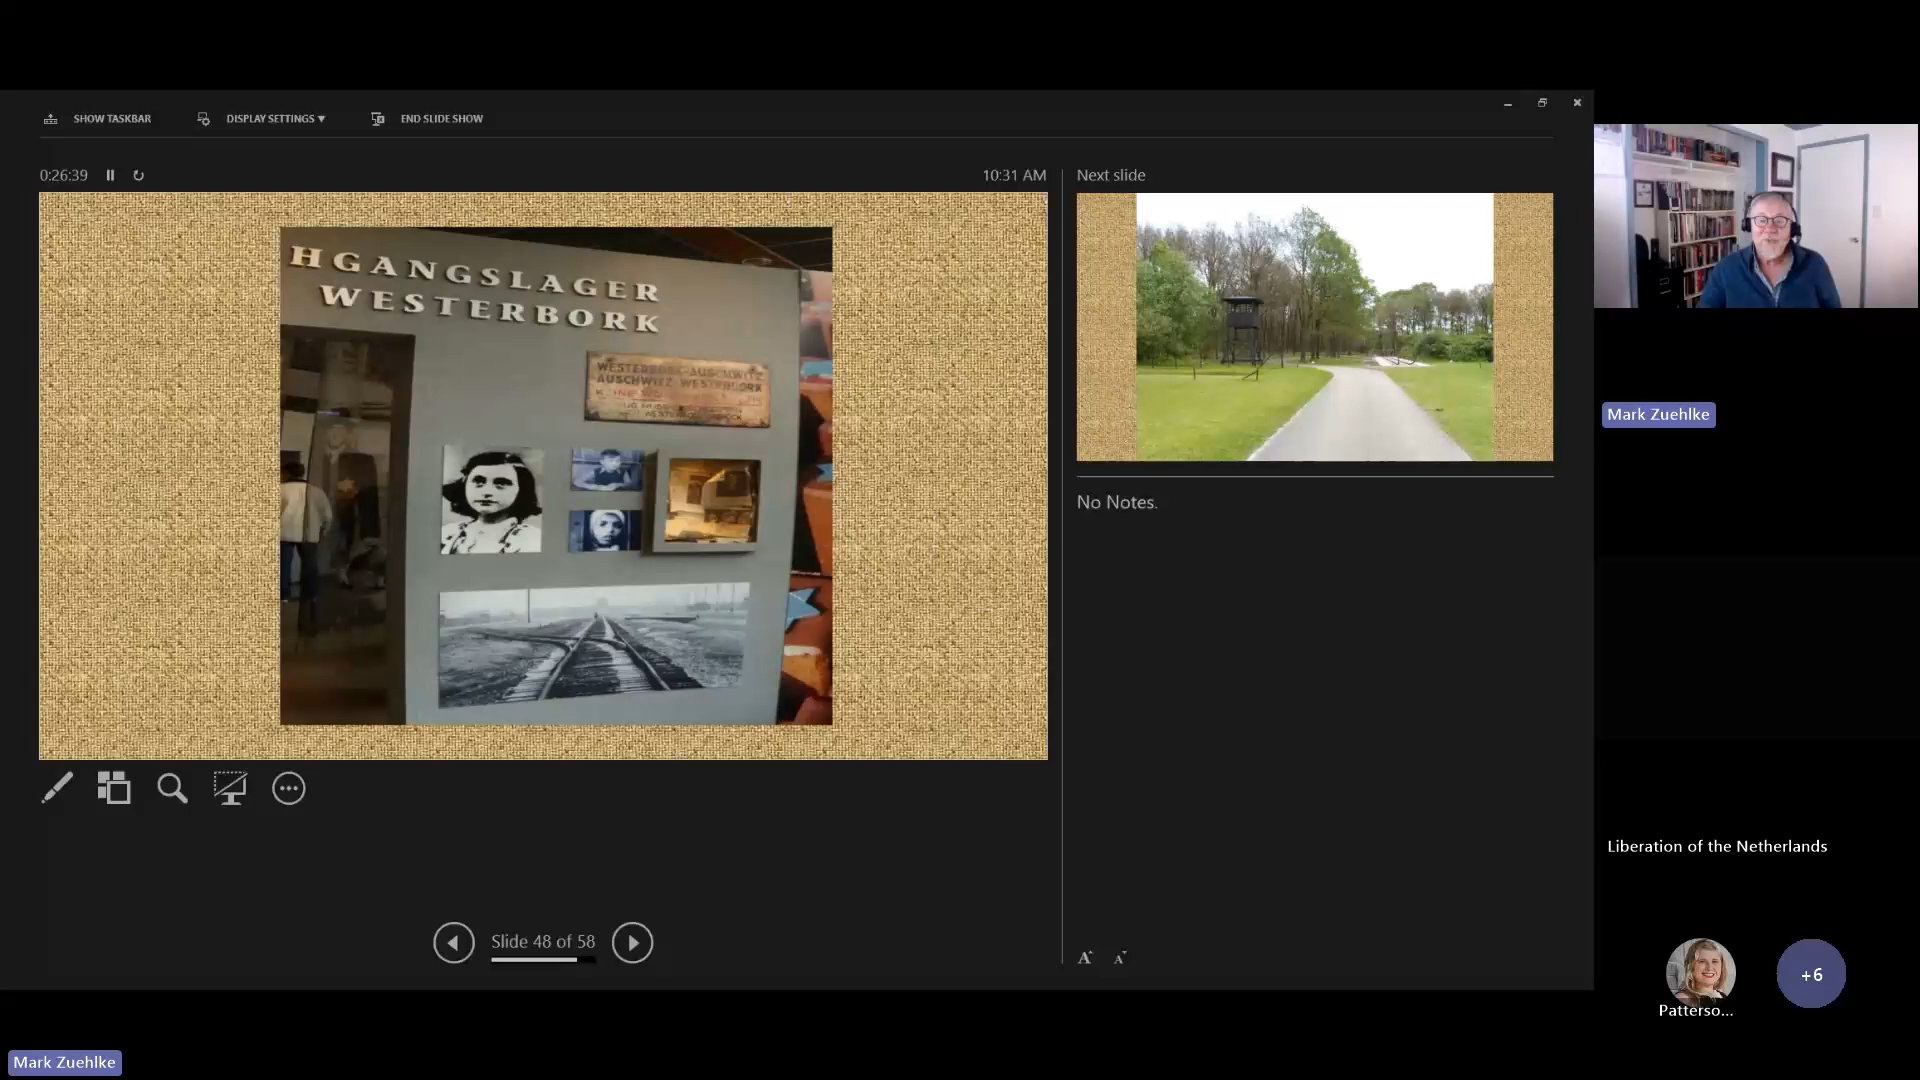 SHOW TASKBAR
DISPLAY SETTINGS ▼
END SLIDE SHOW
0:26:39
10:31 AM
Next slide
HGANGSLAGER
WESTERBORK
WESTERBORK-AUSCHWITZ
AUSCHWITZ-WESTERBORK
No Notes.
Slide 48 of 58
A
A
Mark Zuehlke
Liberation of the Netherlands
+6
Patterso...
Mark Zuehlke